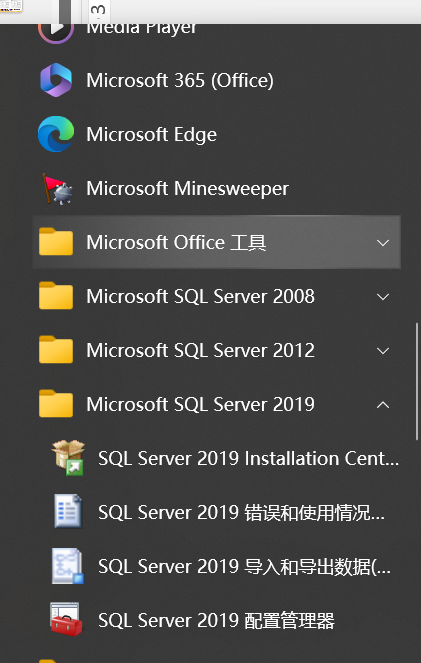 3
Media Player
Microsoft 365 (Office)
Microsoft Edge
Microsoft Minesweeper
Microsoft Office 工具
Microsoft SQL Server 2008
Microsoft SQL Server 2012
Microsoft SQL Server 2019
SQL Server 2019 Installation Cent...
SQL Server 2019 错误和使用情况...
SQL Server 2019 导入和导出数据(...
SQL Server 2019 配置管理器